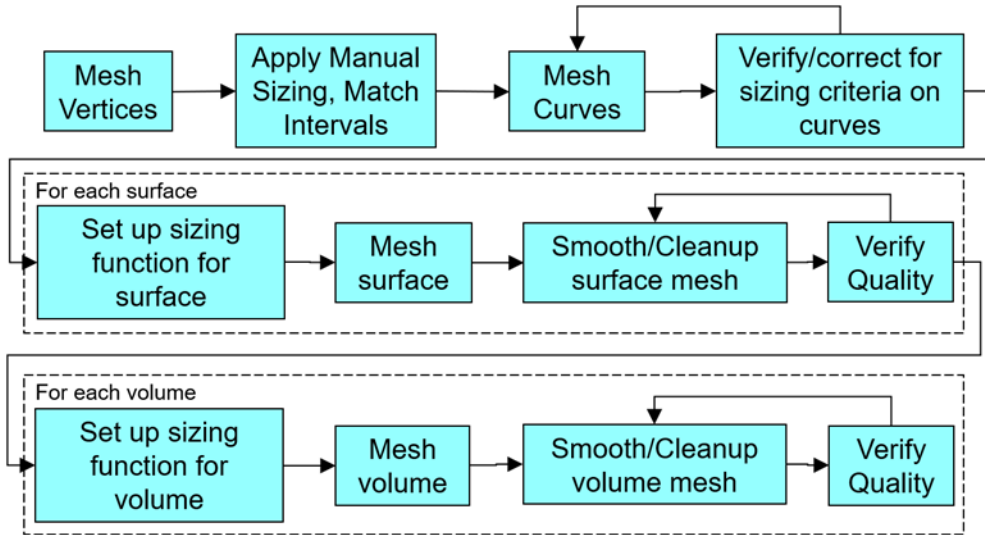 Mesh
Vertices
Apply Manual
Sizing, Match
Intervals
Mesh
Curves
Verify/correct for
sizing criteria on
curves
For each surface
Set up sizing
function for
surface
Mesh
surface
Smooth/Cleanup
surface mesh
Verify
Quality
For each volume
Set up sizing
function for
volume
Mesh
volume
Smooth/Cleanup
volume mesh
Verify
Quality